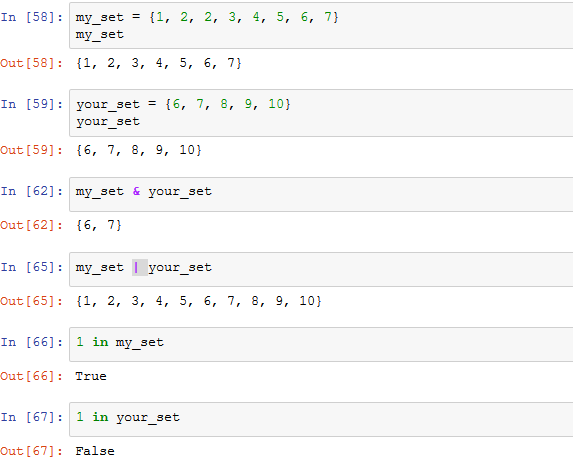 In [58]: my_set = {1, 2, 2, 3, 4, 5, 6, 7}
my_set
Out[58]: {1, 2, 3, 4, 5, 6, 7}
In [59]: your_set = {6, 7, 8, 9, 10}
your_set
Out[59]: {6, 7, 8, 9, 10}
In [62]: my_set & your_set
Out[62]: {6, 7}
In [65]: my_set | your_set
Out[65]: {1, 2, 3, 4, 5, 6, 7, 8, 9, 10}
In [66]: 1 in my_set
Out[66]: True
In [67]: 1 in your_set
Out[67]: False